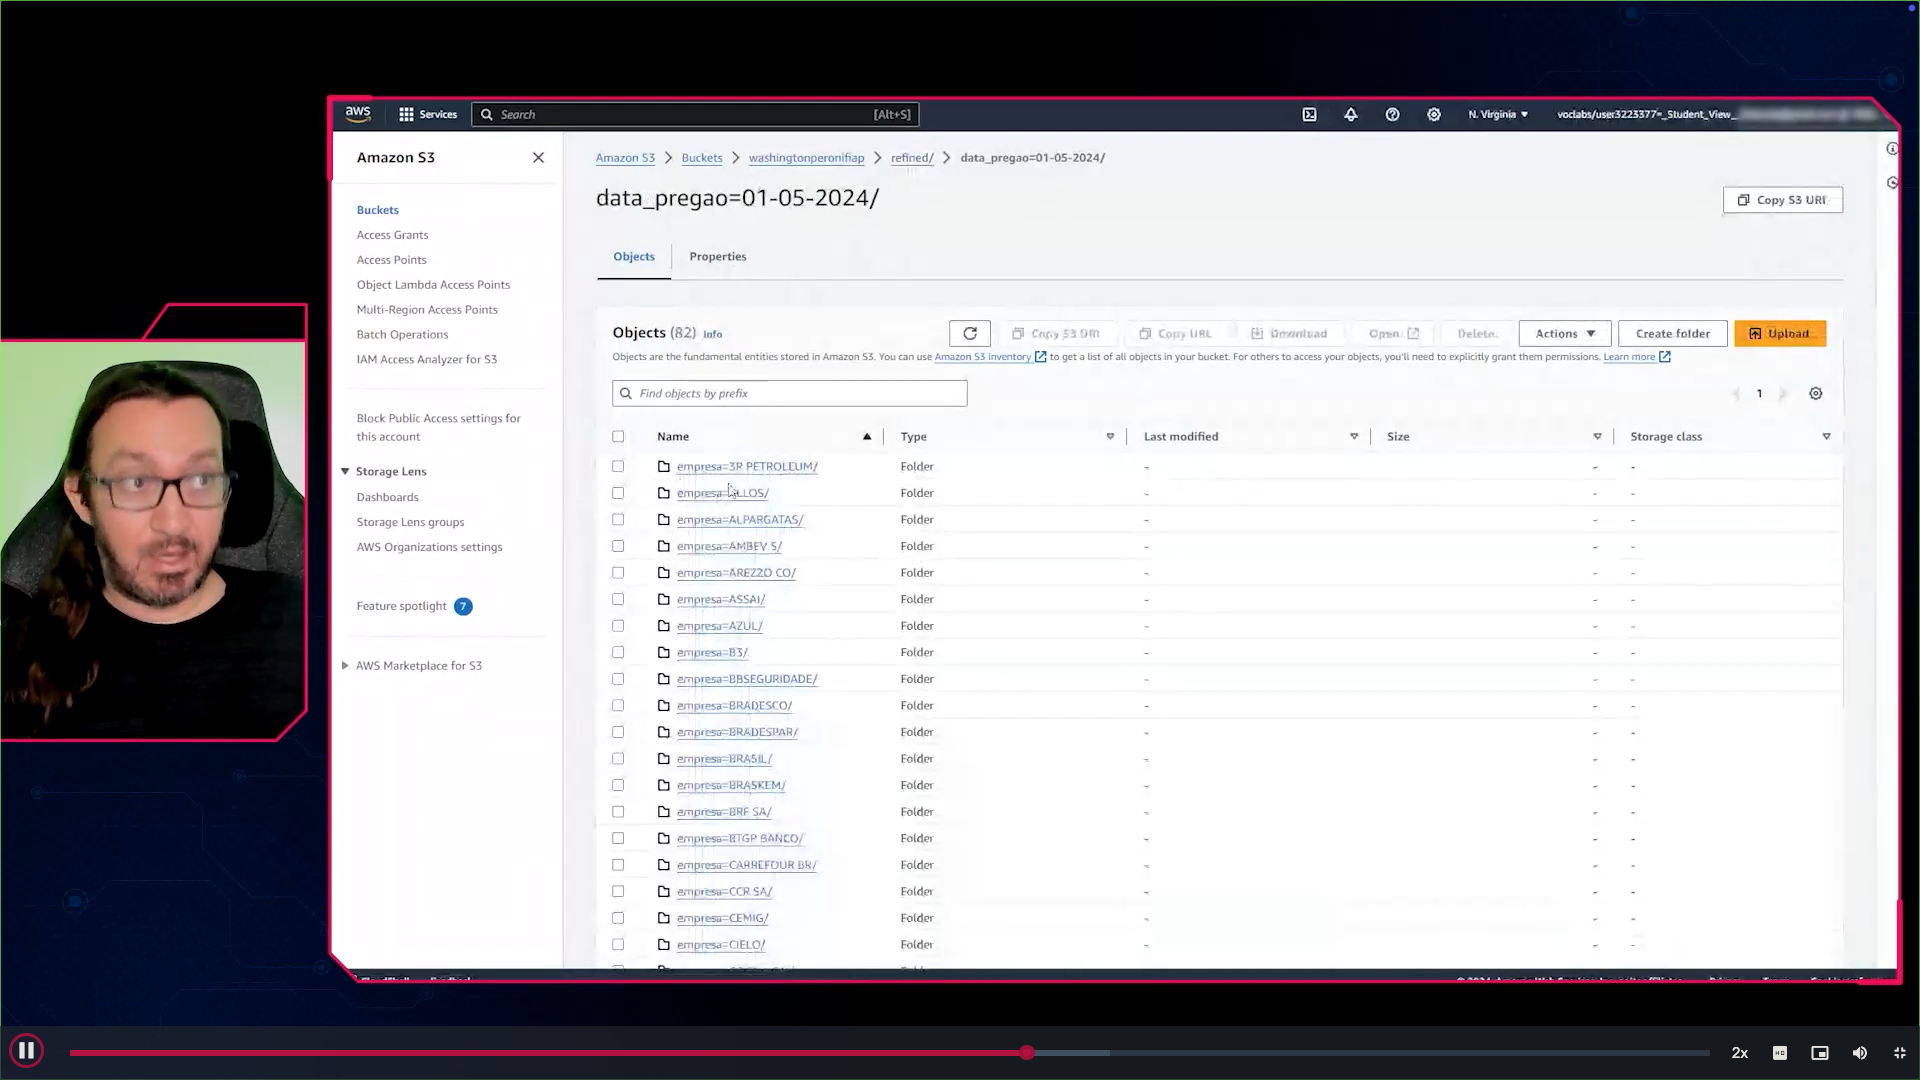 aws Services Search [Alt+S] N. Virginia voclabs/user3223377=_Student_View_
Amazon S3
Buckets
Access Grants
Access Points
Object Lambda Access Points
Multi-Region Access Points
Batch Operations
IAM Access Analyzer for S3
Block Public Access settings for
this account
Storage Lens
Dashboards
Storage Lens groups
AWS Organizations settings
Feature spotlight 7
AWS Marketplace for S3
Amazon S3 > Buckets > washingtonperonifiap > refined/ > data_pregao=01-05-2024/
data_pregao=01-05-2024/
Copy S3 URI
Objects Properties
Objects (82) Info
Copy S3 URI Copy URL Download Open Delete Actions Create folder Upload
Objects are the fundamental entities stored in Amazon S3. You can use Amazon S3 inventory to get a list of all objects in your bucket. For others to access your objects, you'll need to explicitly grant them permissions. Learn more
Find objects by prefix
1
Name Type Last modified Size Storage class
empresa=3R PETROLEUM/ Folder - - -
empresa=ALLOS/ Folder - - -
empresa=ALPARGATAS/ Folder - - -
empresa=AMBEV S/ Folder - - -
empresa=AREZZO CO/ Folder - - -
empresa=ASSAI/ Folder - - -
empresa=AZUL/ Folder - - -
empresa=B3/ Folder - - -
empresa=BBSEGURIDADE/ Folder - - -
empresa=BRADESCO/ Folder - - -
empresa=BRADESPAR/ Folder - - -
empresa=BRASIL/ Folder - - -
empresa=BRASKEM/ Folder - - -
empresa=BRF SA/ Folder - - -
empresa=BTGP BANCO/ Folder - - -
empresa=CARREFOUR BR/ Folder - - -
empresa=CCR SA/ Folder - - -
empresa=CEMIG/ Folder - - -
empresa=CIELO/ Folder - - -
2x HD